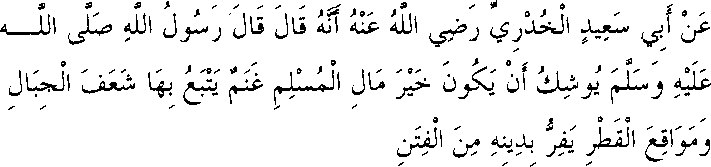 عَنْ أَبِي سَعِيدٍ الْخُدْرِيِّ رَضِيَ اللَّهُ عَنْهُ أَنَّهُ قَالَ قَالَ رَسُولُ اللَّهِ صَلَّى اللَّـــه
عَلَيْهِ وَسَلَّمَ يُوشِكُ أَنْ يَكُونَ خَيْرَ مَالِ الْمُسْلِمِ غَنَمٌ يَتْبَعُ بِهَا شَعَفَ الْجِبَالِ
وَمَوَاقِعَ الْقَطْرِ يَفِرُّ بِدِينِهِ مِنَ الْفِتَنِ